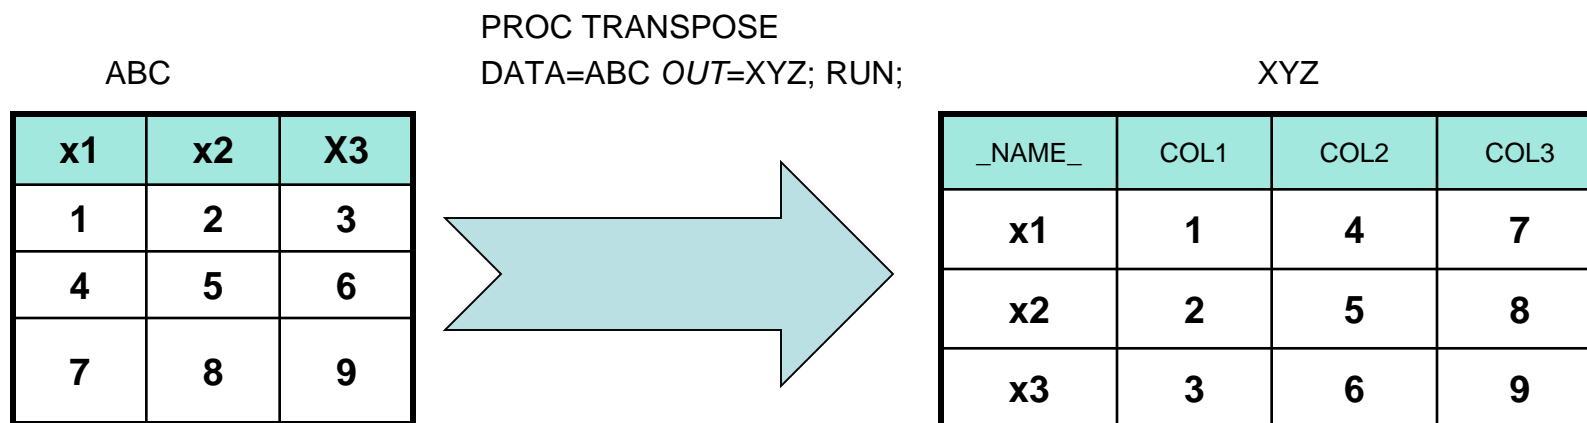 PROC TRANSPOSE
DATA=ABC OUT=XYZ; RUN;
ABC
x1 x2 X3
1 2 3
4 5 6
7 8 9
XYZ
_NAME_ COL1 COL2 COL3
x1 1 4 7
x2 2 5 8
x3 3 6 9